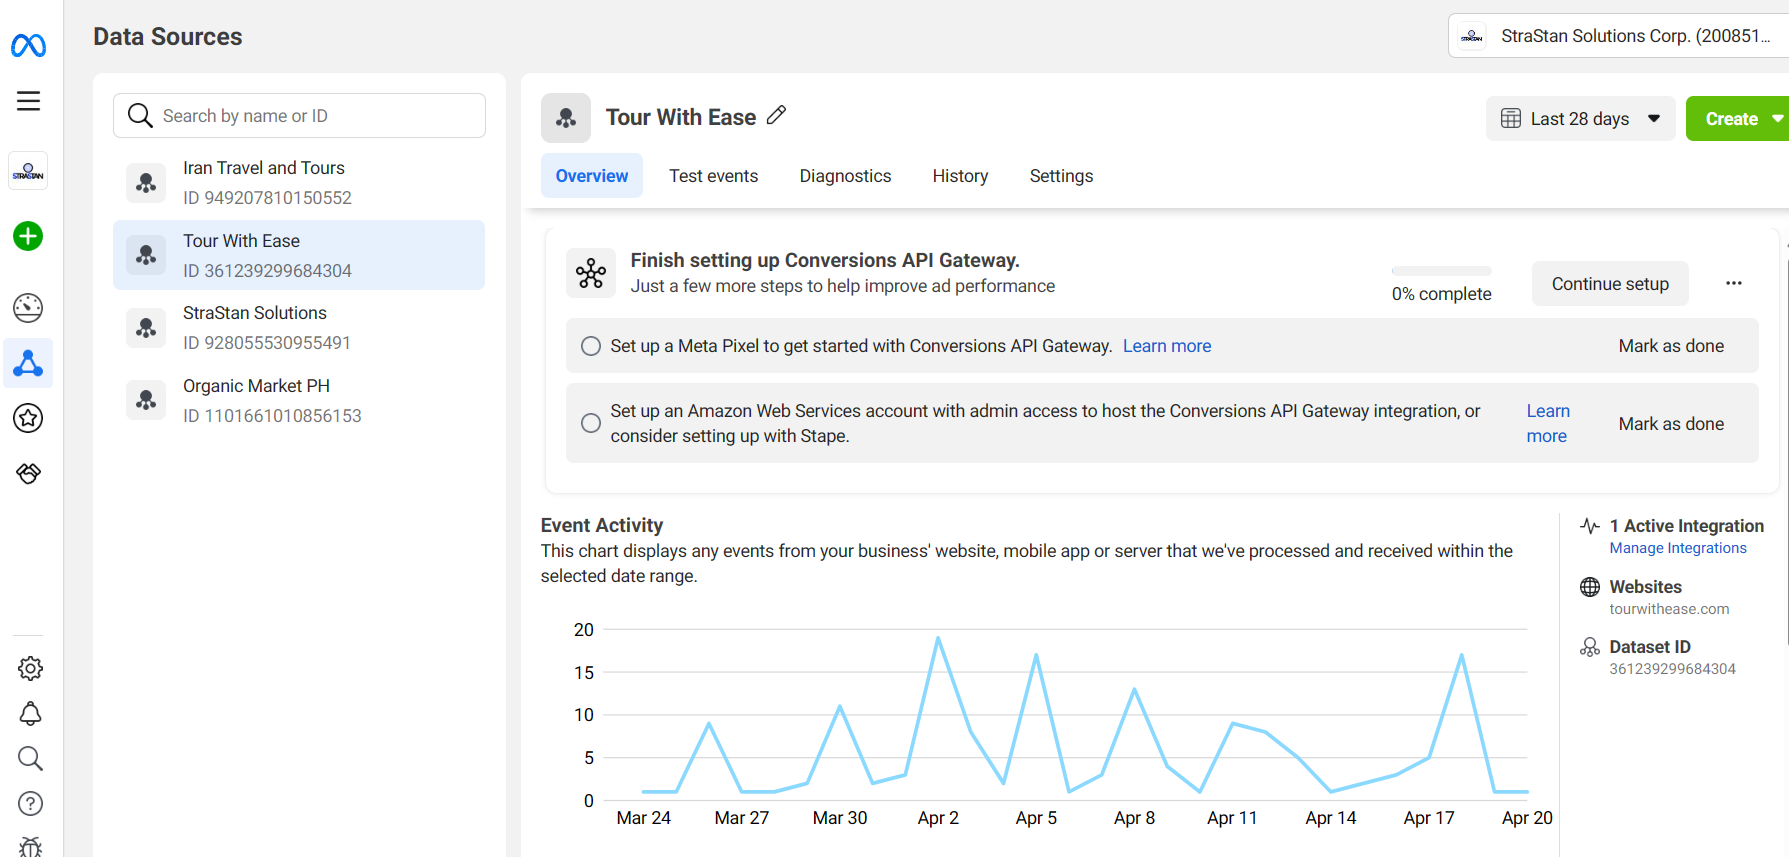 Data Sources
STRASTAN
StraStan Solutions Corp. (200851...
Search by name or ID
Iran Travel and Tours
ID 949207810150552
Tour With Ease
ID 361239299684304
StraStan Solutions
ID 928055530955491
Organic Market PH
ID 1101661010856153
STRASTAN
Tour With Ease
Last 28 days
Create
Overview
Test events
Diagnostics
History
Settings
Finish setting up Conversions API Gateway.
Just a few more steps to help improve ad performance
0% complete
Continue setup
Set up a Meta Pixel to get started with Conversions API Gateway. Learn more
Mark as done
Set up an Amazon Web Services account with admin access to host the Conversions API Gateway integration, or
consider setting up with Stape.
Learn
more
Mark as done
Event Activity
This chart displays any events from your business' website, mobile app or server that we've processed and received within the
selected date range.
20
15
10
5
0
Mar 24 Mar 27 Mar 30 Apr 2 Apr 5 Apr 8 Apr 11 Apr 14 Apr 17 Apr 20
1 Active Integration
Manage Integrations
Websites
tourwithease.com
Dataset ID
361239299684304